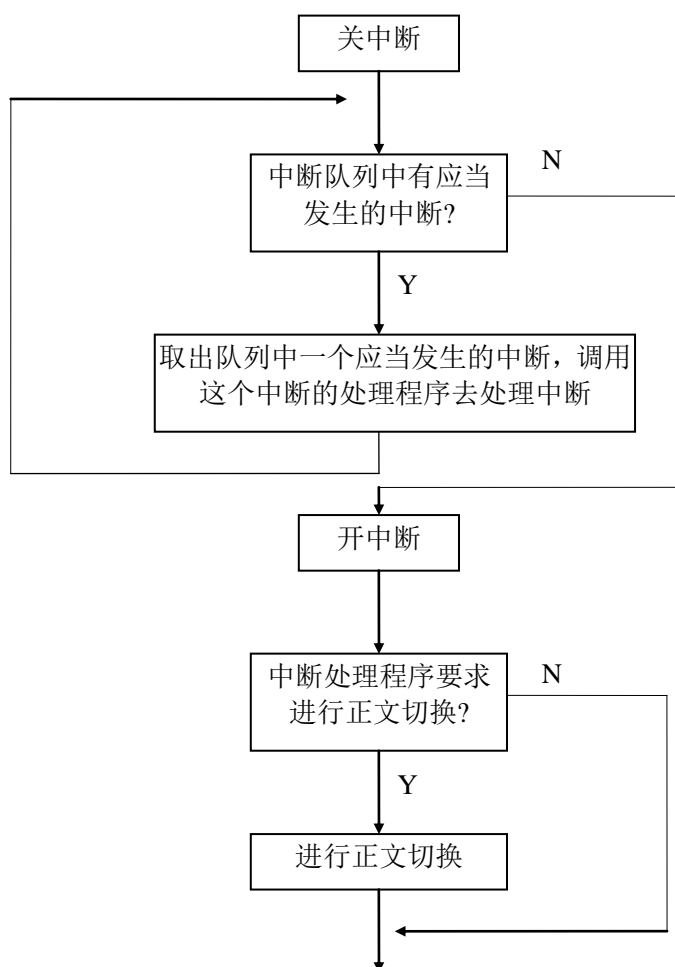 关中断
中断队列中有应当
发生的中断?
N
Y
取出队列中一个应当发生的中断，调用
这个中断的处理程序去处理中断
开中断
中断处理程序要求
进行正文切换?
N
Y
进行正文切换